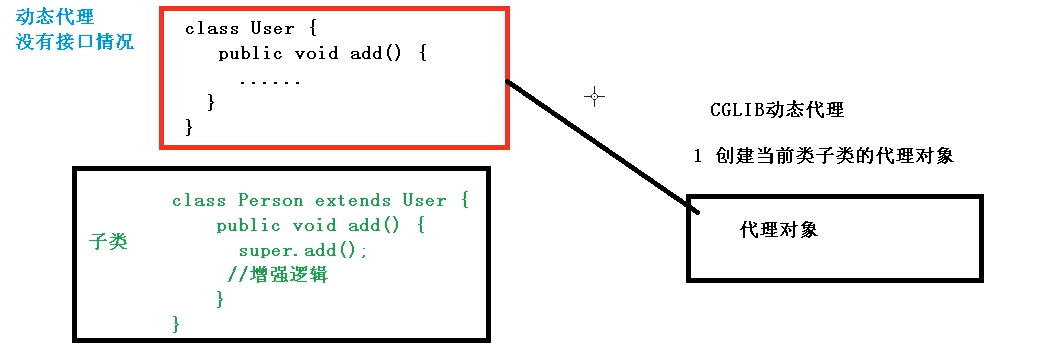 动态代理
没有接口情况
class User {
public void add() {
......
}
}
CGLIB动态代理
1 创建当前类子类的代理对象
代理对象
子类
class Person extends User {
public void add() {
super.add();
//增强逻辑
}
}